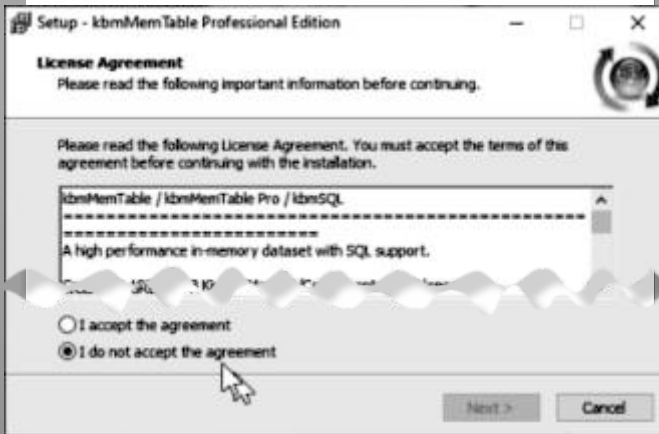 Setup - kbmMemTable Professional Edition
License Agreement
Please read the following important information before continuing.
Please read the following License Agreement. You must accept the terms of this
agreement before continuing with the installation.
kbmMemTable / kbmMemTable Pro / kbmSQL
=================================================
========================
A high performance in-memory dataset with SQL support.
I accept the agreement
I do not accept the agreement
Next >
Cancel